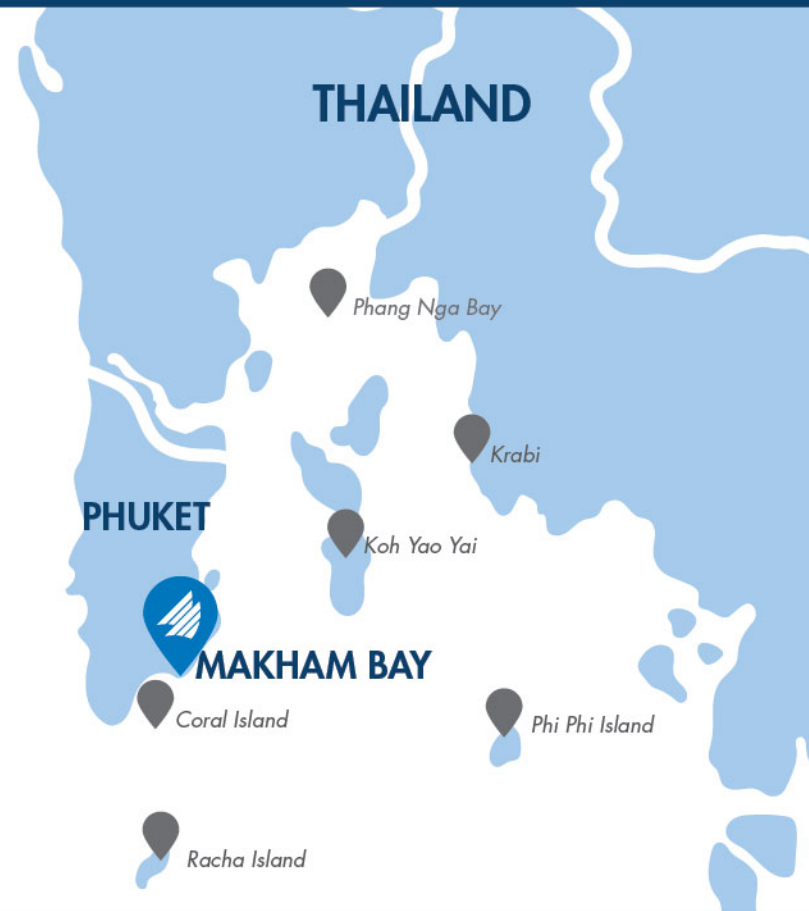 THAILAND
Phang Nga Bay
Krabi
PHUKET
Koh Yao Yai
MAKHAM BAY
Coral Island
Phi Phi Island
Racha Island